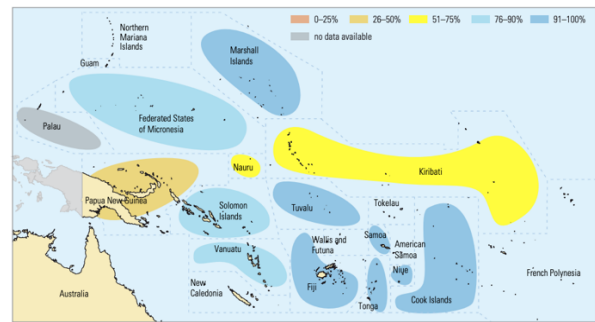 0–25%
26–50%
51–75%
76–90%
91–100%
no data available
Northern
Mariana
Islands
Guam
Marshall
Islands
Palau
Federated States
of Micronesia
Nauru
Kiribati
Papua New Guinea
Solomon
Islands
Tuvalu
Tokelau
Vanuatu
Wallis and
Futuna
Samoa
American
Samoa
Niue
New
Caledonia
Fiji
Tonga
Cook Islands
French Polynesia
Australia